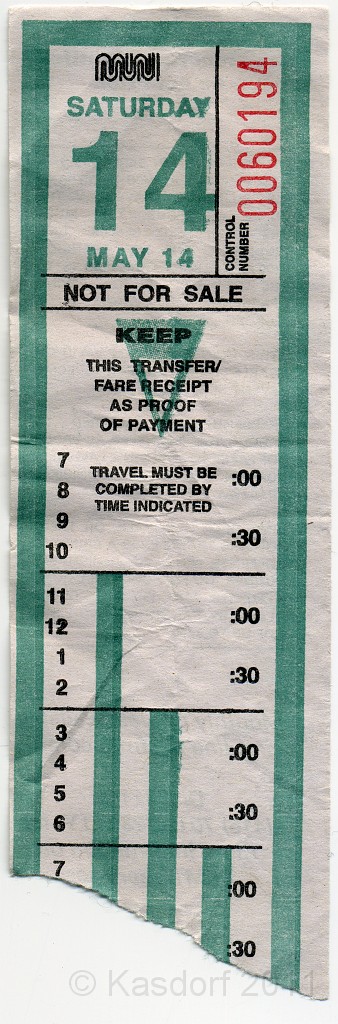 MUNI
SATURDAY
14
MAY 14
CONTROL
NUMBER
0060194
NOT FOR SALE
KEEP
THIS TRANSFER/
FARE RECEIPT
AS PROOF
OF PAYMENT
TRAVEL MUST BE
COMPLETED BY
TIME INDICATED
7
8
:00
9
10
:30
11
12
:00
1
2
:30
3
4
:00
5
6
:30
7
:00
:30
© Kasdorf 2011